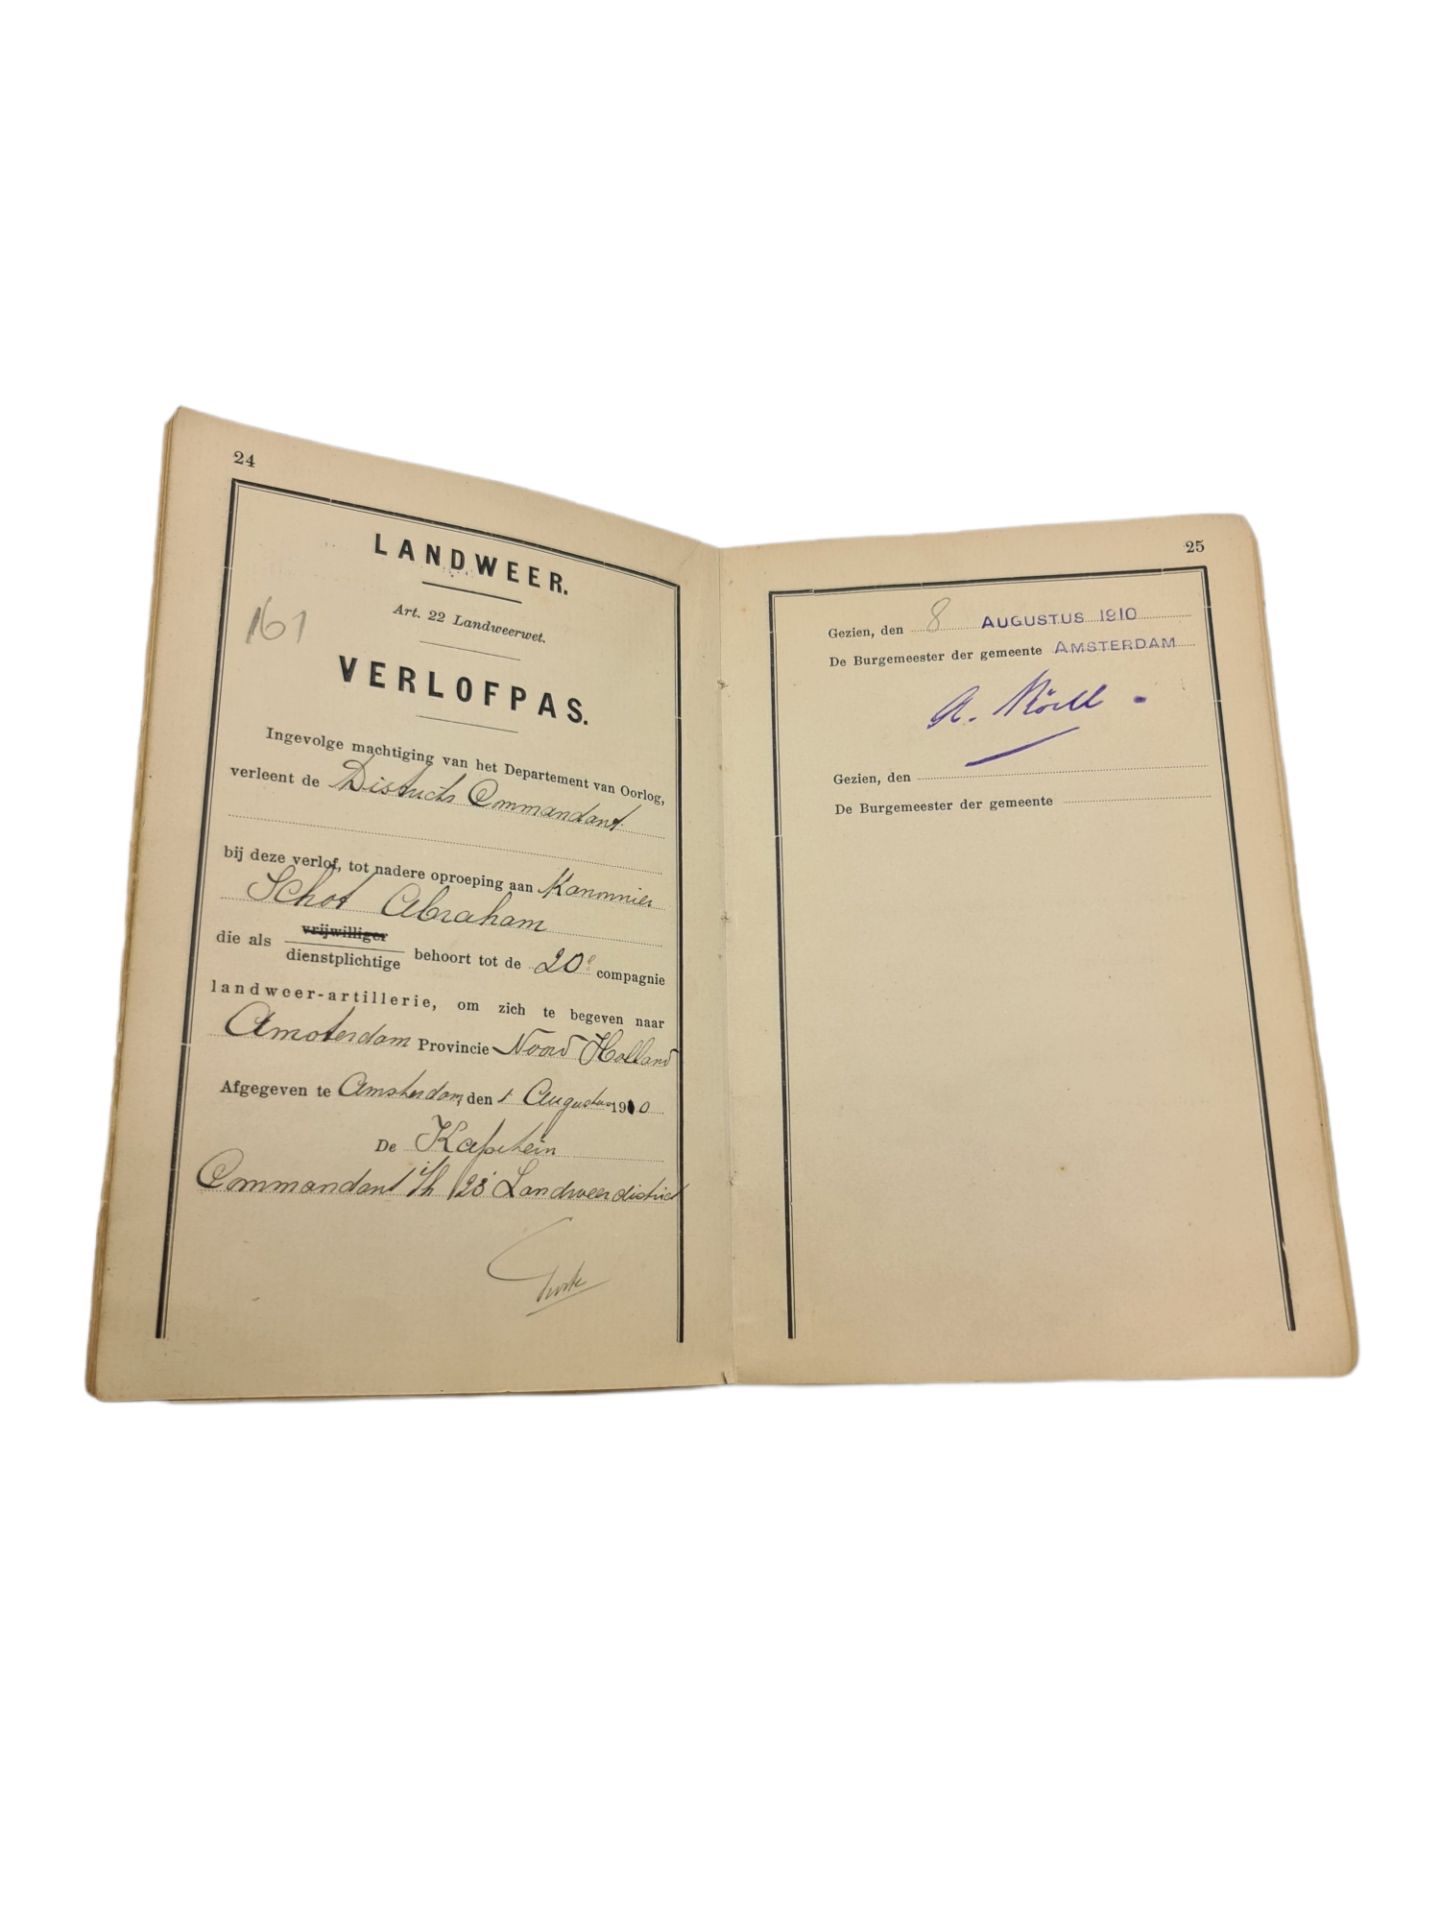 24
LANDWEER.
Art. 22 Landweerwet.
161
VERLOFPAS.
Ingevolge machtiging van het Departement van Oorlog,
verleent de Districts Commandant
bij deze verlof, tot nadere oproeping aan Kanonnier
Schot Abraham
die als vrijwilliger
dienstplichtige behoort tot de 20e compagnie
landweer-artillerie, om zich te begeven naar
Amsterdam Provincie Noord Holland
Afgegeven te Amsterdam, den 1 Augustus 1910
De Kapitein
Commandant i/h 23e Landweerdistrict
25
Gezien, den 8 AUGUSTUS 1910
De Burgemeester der gemeente AMSTERDAM
A. Röell
Gezien, den
De Burgemeester der gemeente